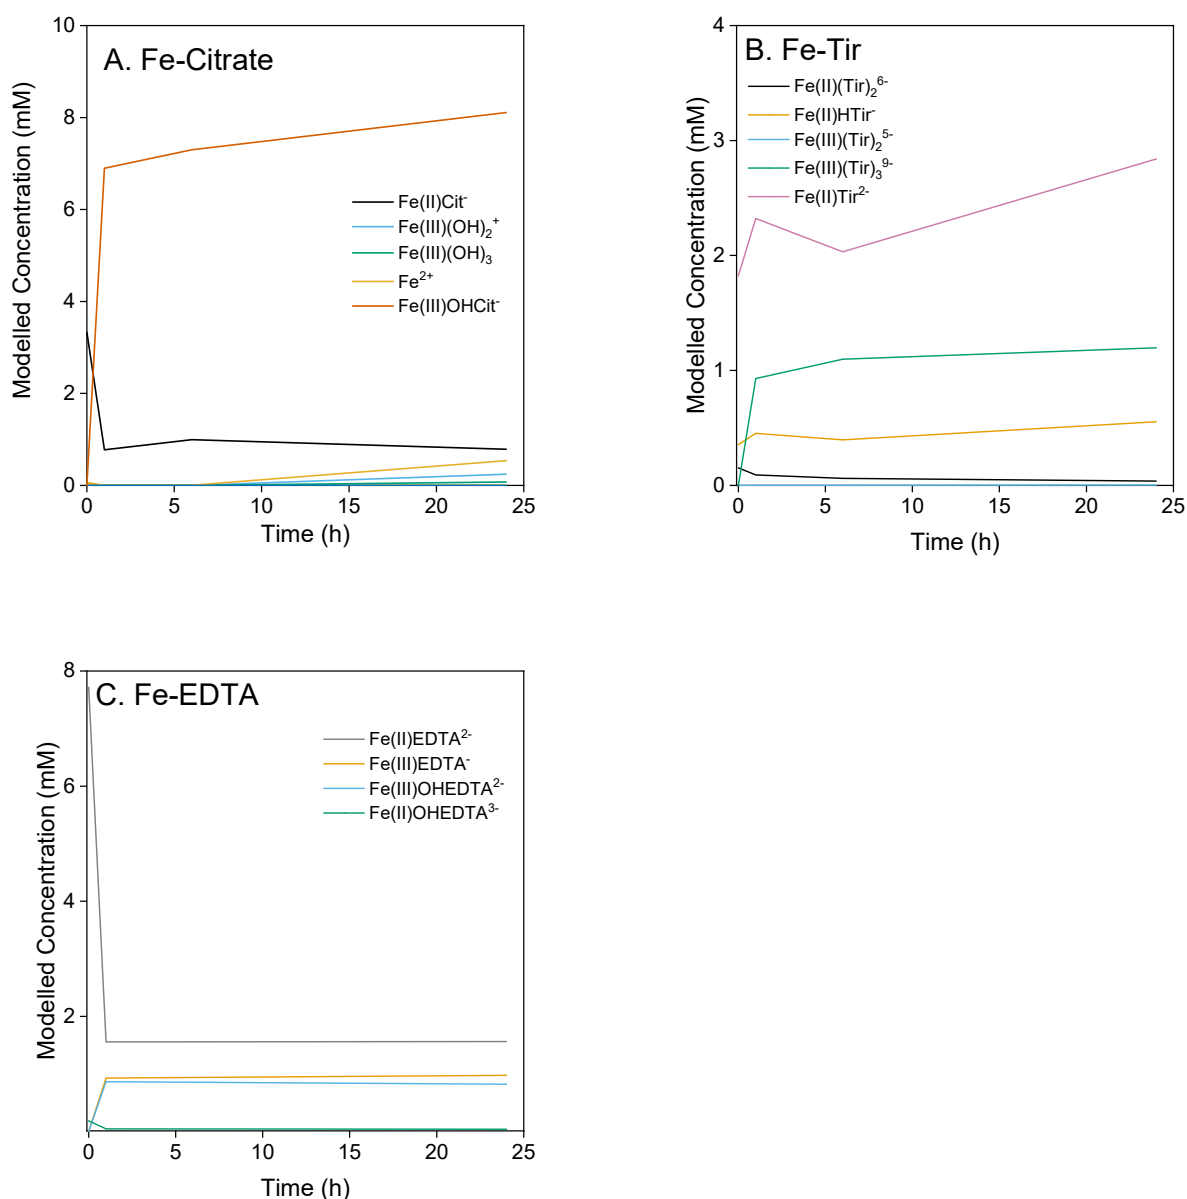 A. Fe-Citrate
Modelled Concentration (mM)
10
8
6
4
2
0
Fe(II)Cit⁻
Fe(III)(OH)₂⁺
Fe(III)(OH)₃
Fe²⁺
Fe(III)OHCit⁻
0 5 10 15 20 25
Time (h)
B. Fe-Tir
Modelled Concentration (mM)
4
3
2
1
0
Fe(II)(Tir)₂⁶⁻
Fe(II)HTir⁻
Fe(III)(Tir)₂⁵⁻
Fe(III)(Tir)₃⁹⁻
Fe(II)Tir²⁻
0 5 10 15 20 25
Time (h)
C. Fe-EDTA
Modelled Concentration (mM)
8
6
4
2
Fe(II)EDTA²⁻
Fe(III)EDTA⁻
Fe(III)OHEDTA²⁻
Fe(II)OHEDTA³⁻
0 5 10 15 20 25
Time (h)